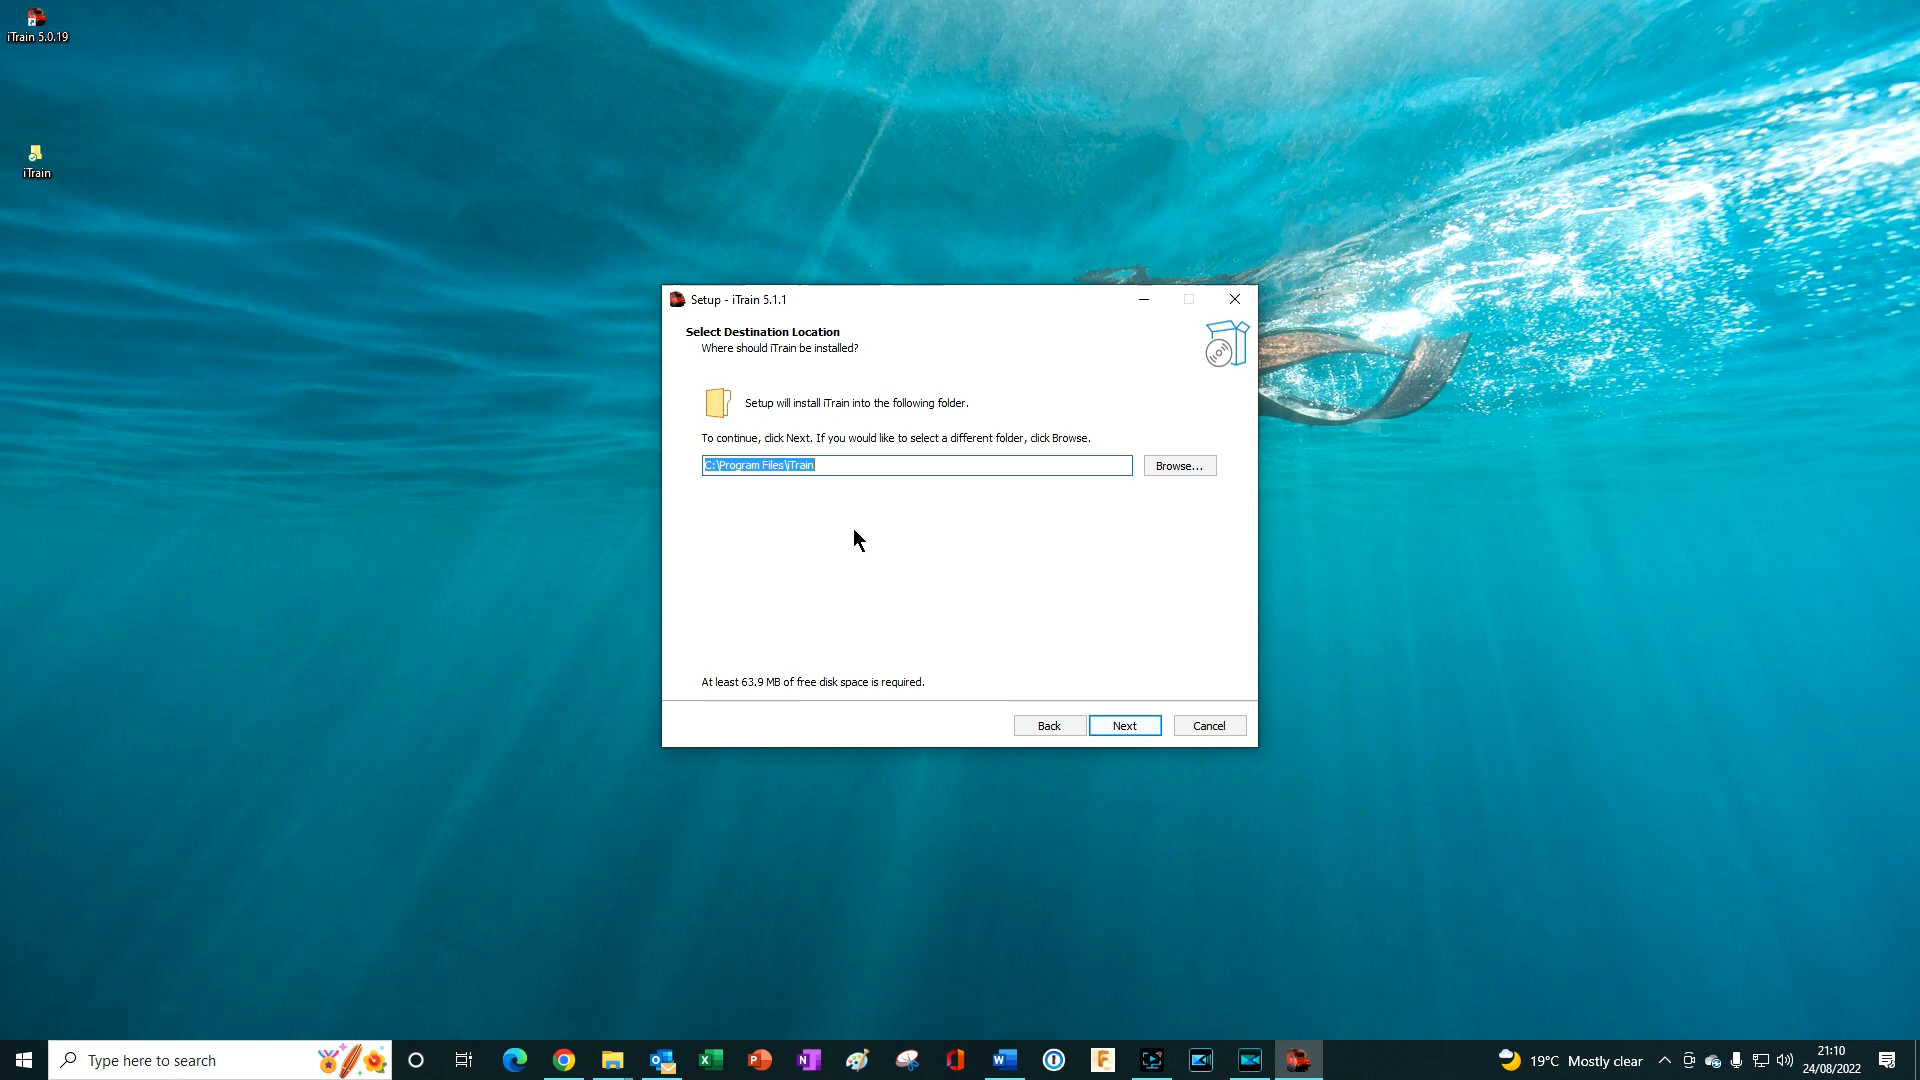 iTrain 5.0.19
iTrain
Setup - iTrain 5.1.1
Select Destination Location
Where should iTrain be installed?
Setup will install iTrain into the following folder.
To continue, click Next. If you would like to select a different folder, click Browse.
C:\Program Files\iTrain
Browse...
At least 63.9 MB of free disk space is required.
Back
Next
Cancel
Type here to search
19°C Mostly clear
21:10
24/08/2022